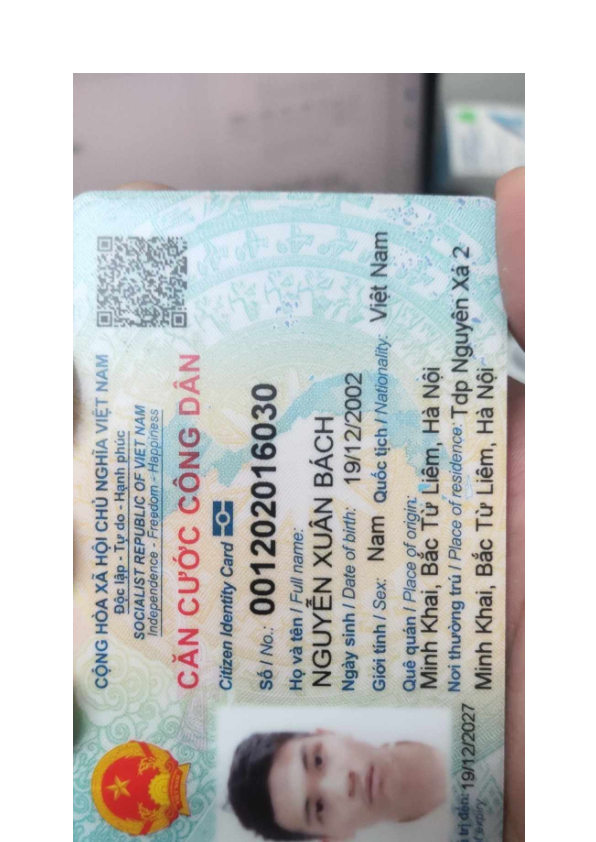 CỘNG HÒA XÃ HỘI CHỦ NGHĨA VIỆT NAM
Độc lập - Tự do - Hạnh phúc
SOCIALIST REPUBLIC OF VIET NAM
Independence - Freedom - Happiness
CĂN CƯỚC CÔNG DÂN
Citizen Identity Card
Số / No.: 001202016030
Họ và tên / Full name:
NGUYỄN XUÂN BÁCH
Ngày sinh / Date of birth: 19/12/2002
Giới tính / Sex: Nam Quốc tịch / Nationality: Việt Nam
Quê quán / Place of origin:
Minh Khai, Bắc Từ Liêm, Hà Nội
Nơi thường trú / Place of residence: Tdp Nguyên Xá 2
Minh Khai, Bắc Từ Liêm, Hà Nội
trị đến: 19/12/2027
expiry